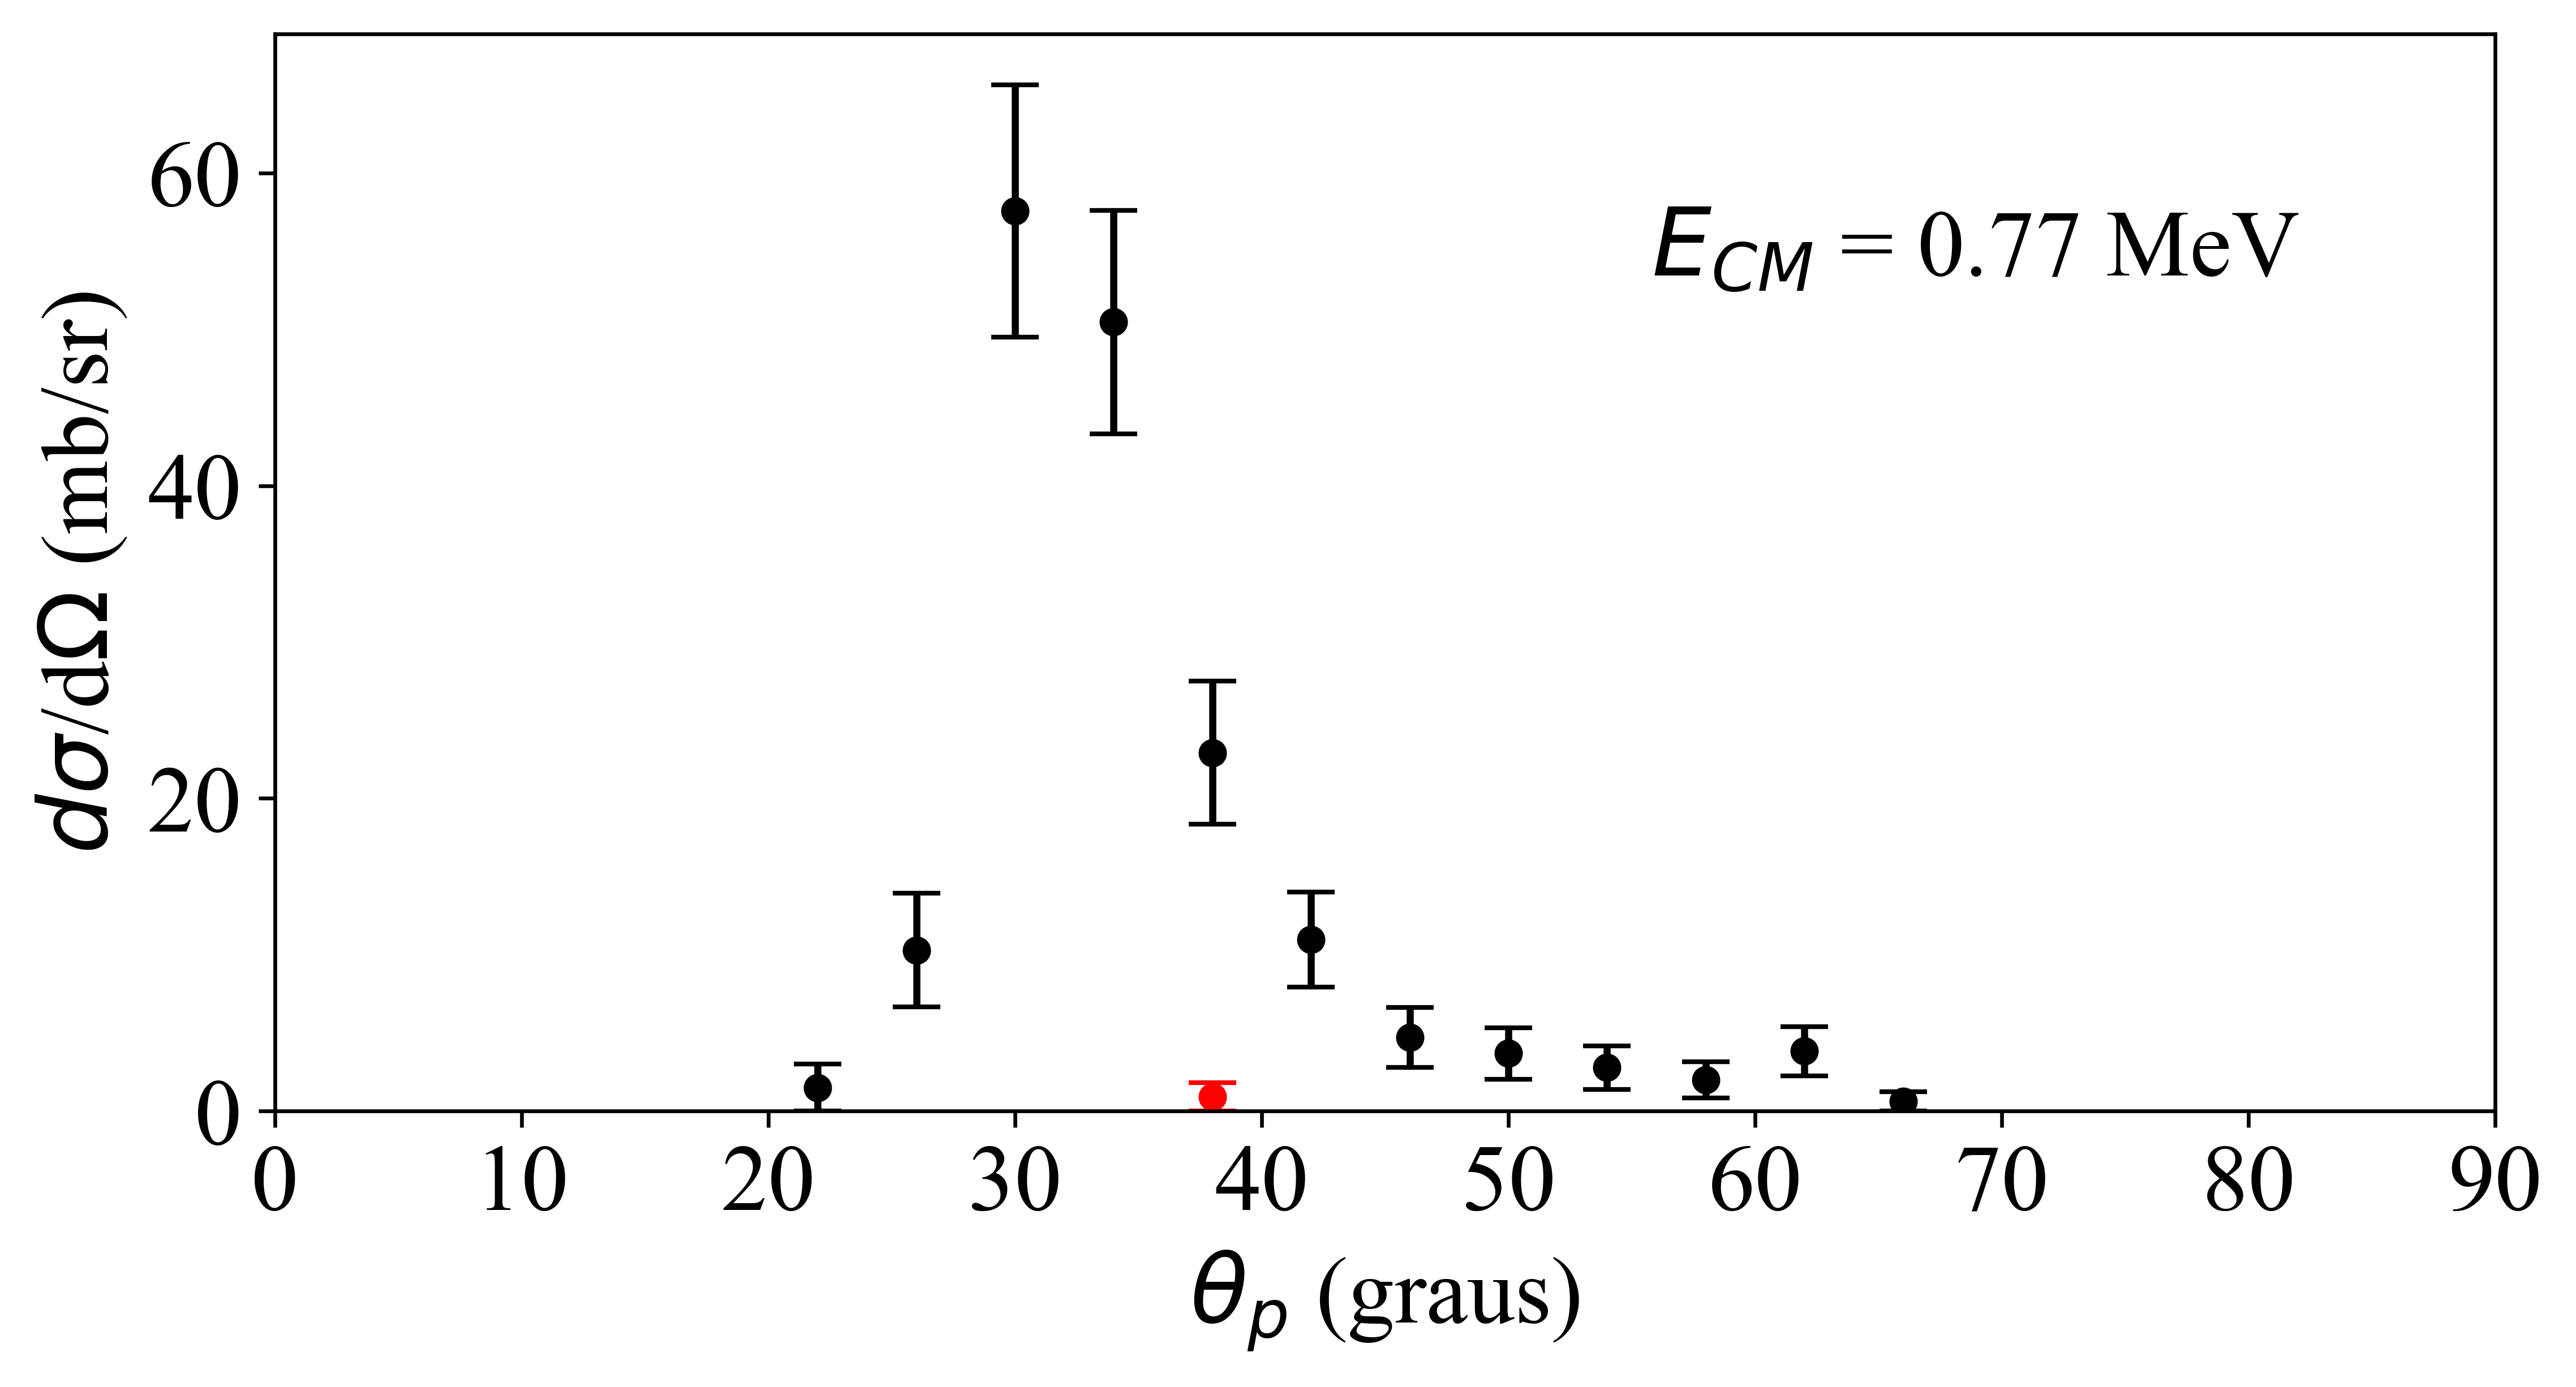 dσ/dΩ (mb/sr)
60
40
20
0
E_CM = 0.77 MeV
0 10 20 30 40 50 60 70 80 90
θ_p (graus)